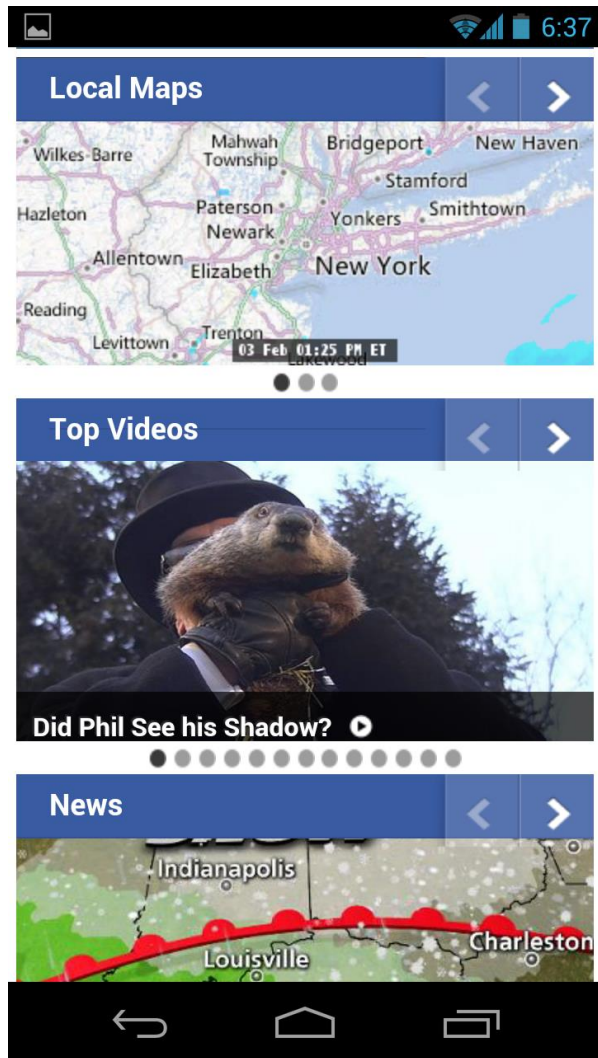 6:37
Local Maps
Wilkes-Barre
Mahwah
Township
Bridgeport
New Haven
Stamford
Hazleton
Paterson
Yonkers
Smithtown
Newark
Allentown
Elizabeth
New York
Reading
Levittown
Trenton
03 Feb 01:25 PM ET
Lakewood
Top Videos
Did Phil See his Shadow?
News
Indianapolis
Louisville
Charleston